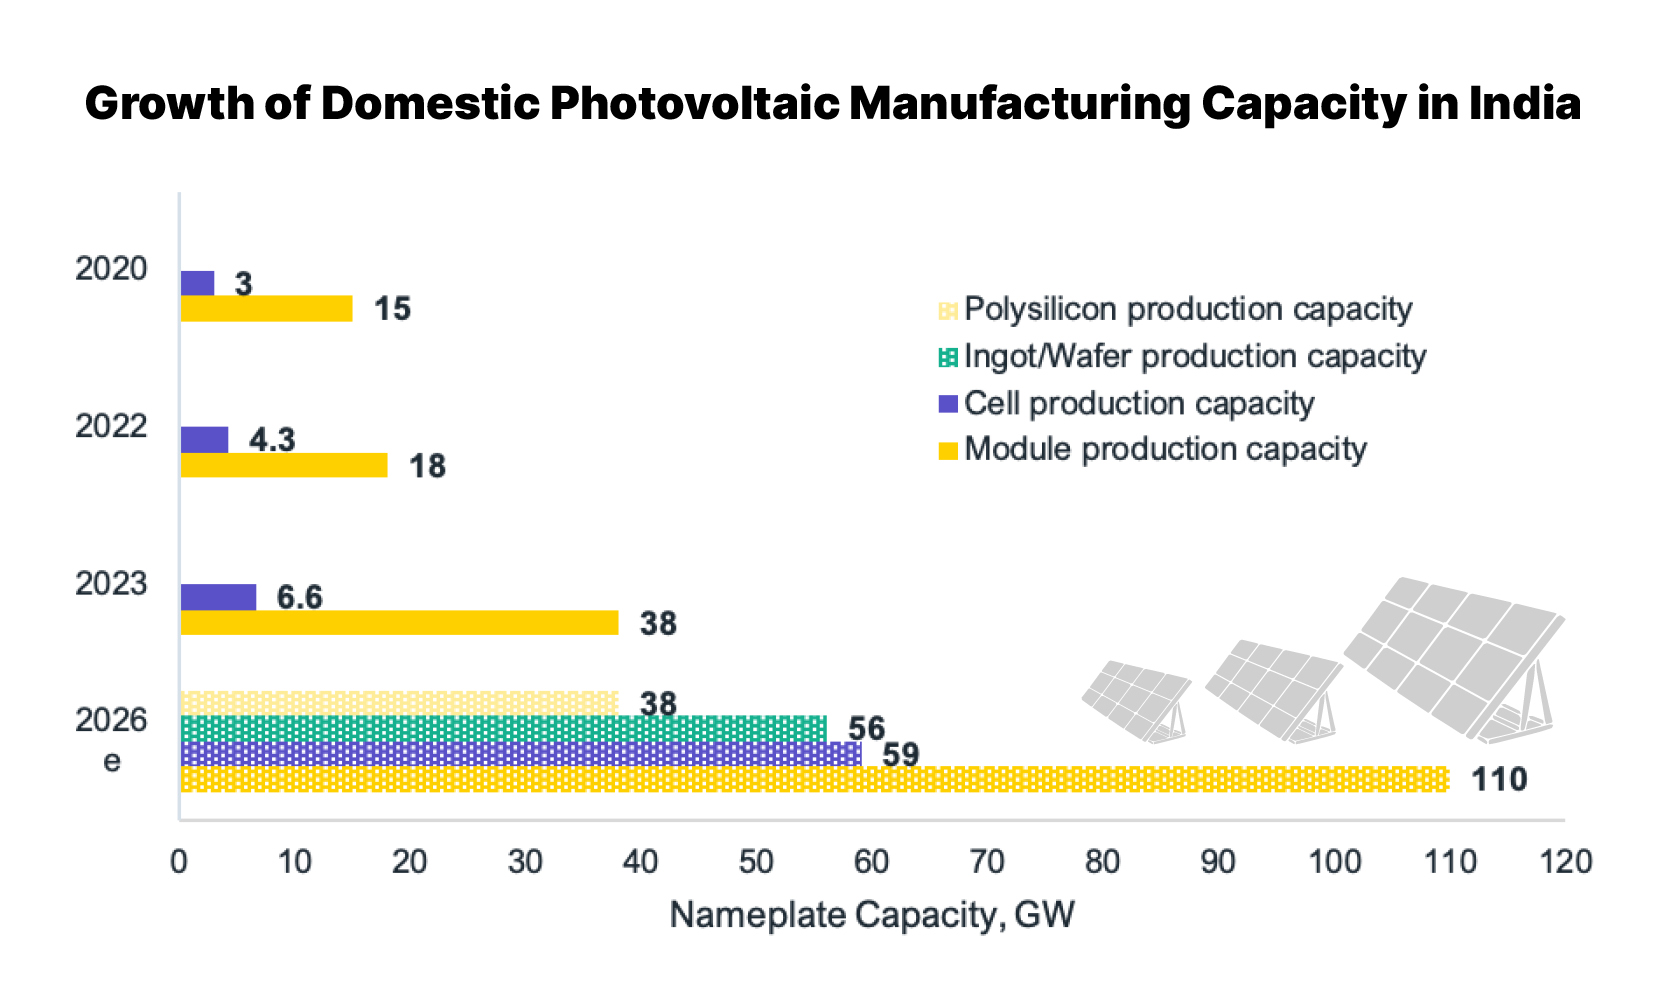 Growth of Domestic Photovoltaic Manufacturing Capacity in India
2020
3
15
Polysilicon production capacity
Ingot/Wafer production capacity
Cell production capacity
Module production capacity
2022
4.3
18
2023
6.6
38
2026
e
38
56
59
110
0 10 20 30 40 50 60 70 80 90 100 110 120
Nameplate Capacity, GW